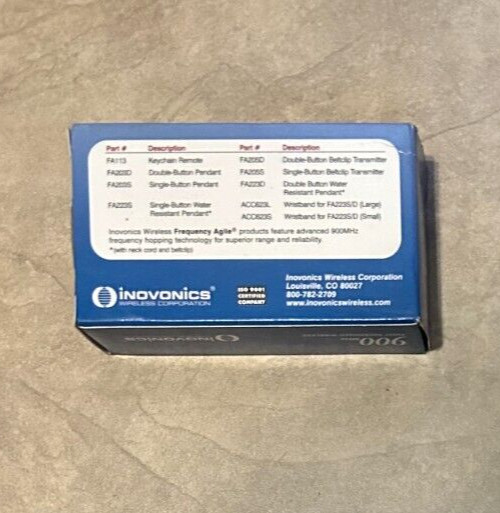 Part # Description Part # Description
FA113 Keychain Remote FA205D Double-Button Beltclip Transmitter
FA203D Double-Button Pendant FA205S Single-Button Beltclip Transmitter
FA203S Single-Button Pendant FA223D Double Button Water
Resistant Pendant*
FA223S Single-Button Water ACC623L Wristband for FA223S/D (Large)
Resistant Pendant* ACC623S Wristband for FA223S/D (Small)
Inovonics Wireless Frequency Agile® products feature advanced 900MHz
frequency hopping technology for superior range and reliability.
*(with neck cord and beltclip)
INOVONICS®
WIRELESS CORPORATION
ISO 9001
CERTIFIED
COMPANY
Inovonics Wireless Corporation
Louisville, CO 80027
800-782-2709
www.inovonicswireless.com
900
INOVONICS